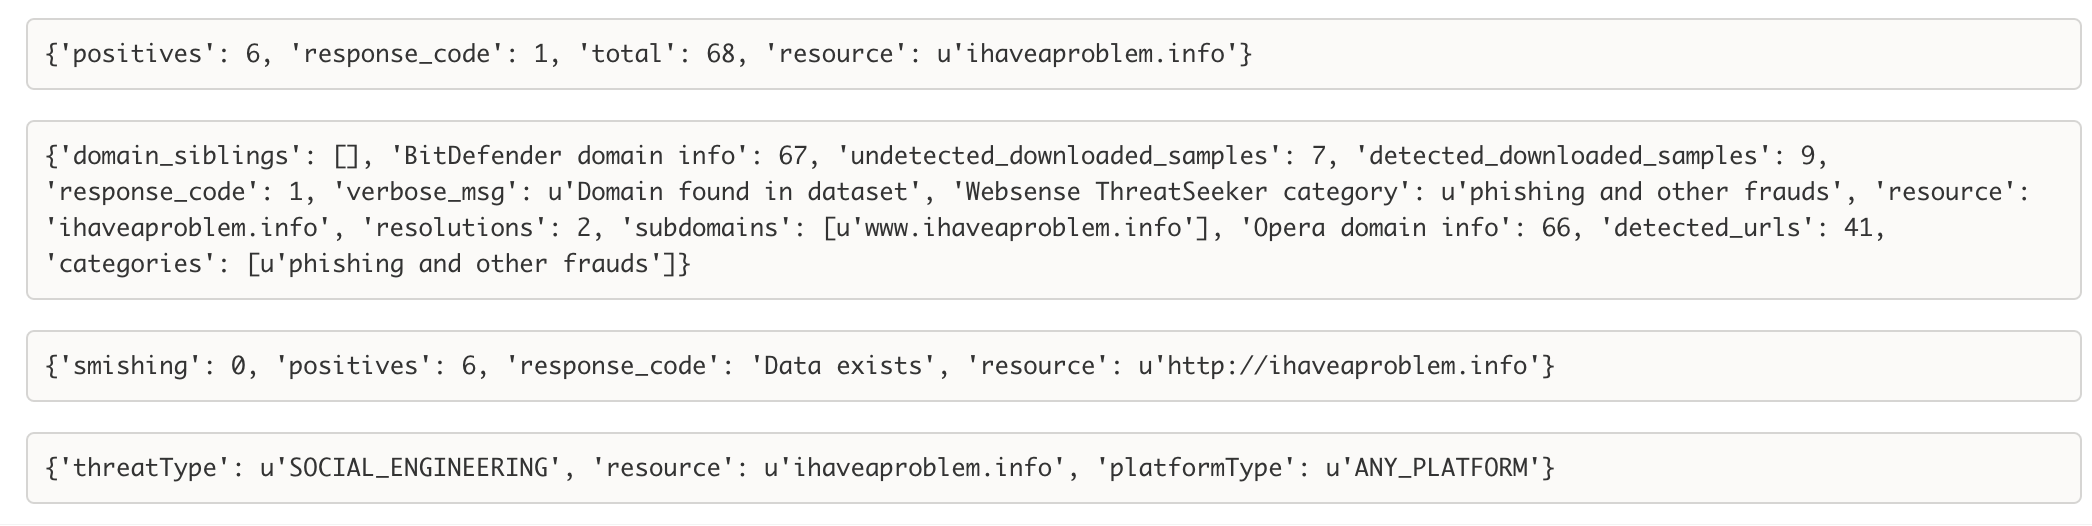 {'positives': 6, 'response_code': 1, 'total': 68, 'resource': u'ihaveaproblem.info'}
{'domain_siblings': [], 'BitDefender domain info': 67, 'undetected_downloaded_samples': 7, 'detected_downloaded_samples': 9,
'response_code': 1, 'verbose_msg': u'Domain found in dataset', 'Websense ThreatSeeker category': u'phishing and other frauds', 'resource':
'ihaveaproblem.info', 'resolutions': 2, 'subdomains': [u'www.ihaveaproblem.info'], 'Opera domain info': 66, 'detected_urls': 41,
'categories': [u'phishing and other frauds']}
{'smishing': 0, 'positives': 6, 'response_code': 'Data exists', 'resource': u'http://ihaveaproblem.info'}
{'threatType': u'SOCIAL_ENGINEERING', 'resource': u'ihaveaproblem.info', 'platformType': u'ANY_PLATFORM'}